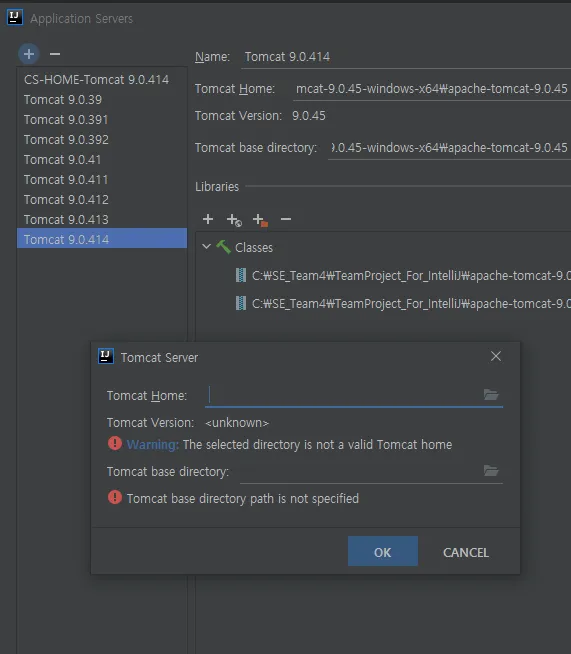 Application Servers
Name: Tomcat 9.0.414
CS-HOME-Tomcat 9.0.414
Tomcat 9.0.39
Tomcat 9.0.391
Tomcat 9.0.392
Tomcat 9.0.41
Tomcat 9.0.411
Tomcat 9.0.412
Tomcat 9.0.413
Tomcat 9.0.414
Tomcat Home: mcat-9.0.45-windows-x64₩apache-tomcat-9.0.45
Tomcat Version: 9.0.45
Tomcat base directory: 9.0.45-windows-x64₩apache-tomcat-9.0.45
Libraries
Classes
C:₩SE_Team4₩TeamProject_For_IntelliJ₩apache-tomcat-9.0
C:₩SE_Team4₩TeamProject_For_IntelliJ₩apache-tomcat-9.0
IJ Tomcat Server
Tomcat Home:
Tomcat Version: <unknown>
Warning: The selected directory is not a valid Tomcat home
Tomcat base directory:
Tomcat base directory path is not specified
OK CANCEL